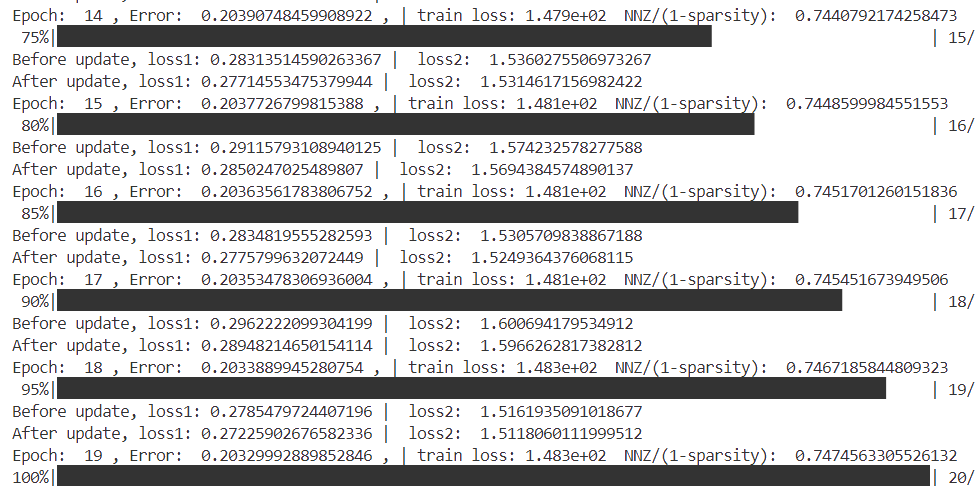 Epoch:  14 , Error:  0.20390748459908922 , | train loss: 1.479e+02  NNZ/(1-sparsity):  0.7440792174258473
75%| | 15/
Before update, loss1: 0.28313514590263367 |  loss2:  1.5360275506973267
After update, loss1: 0.27714553475379944 |  loss2:  1.5314617156982422
Epoch:  15 , Error:  0.2037726799815388 , | train loss: 1.481e+02  NNZ/(1-sparsity):  0.7448599984551553
80%| | 16/
Before update, loss1: 0.29115793108940125 |  loss2:  1.574232578277588
After update, loss1: 0.2850247025489807 |  loss2:  1.5694384574890137
Epoch:  16 , Error:  0.20363561783806752 , | train loss: 1.481e+02  NNZ/(1-sparsity):  0.7451701260151836
85%| | 17/
Before update, loss1: 0.2834819555282593 |  loss2:  1.5305709838867188
After update, loss1: 0.2775799632072449 |  loss2:  1.5249364376068115
Epoch:  17 , Error:  0.20353478306936004 , | train loss: 1.481e+02  NNZ/(1-sparsity):  0.745451673949506
90%| | 18/
Before update, loss1: 0.2962222099304199 |  loss2:  1.600694179534912
After update, loss1: 0.28948214650154114 |  loss2:  1.5966262817382812
Epoch:  18 , Error:  0.2033889945280754 , | train loss: 1.483e+02  NNZ/(1-sparsity):  0.7467185844809323
95%| | 19/
Before update, loss1: 0.2785479724407196 |  loss2:  1.5161935091018677
After update, loss1: 0.27225902676582336 |  loss2:  1.5118060111999512
Epoch:  19 , Error:  0.20329992889852846 , | train loss: 1.483e+02  NNZ/(1-sparsity):  0.7474563305526132
100%| | 20/